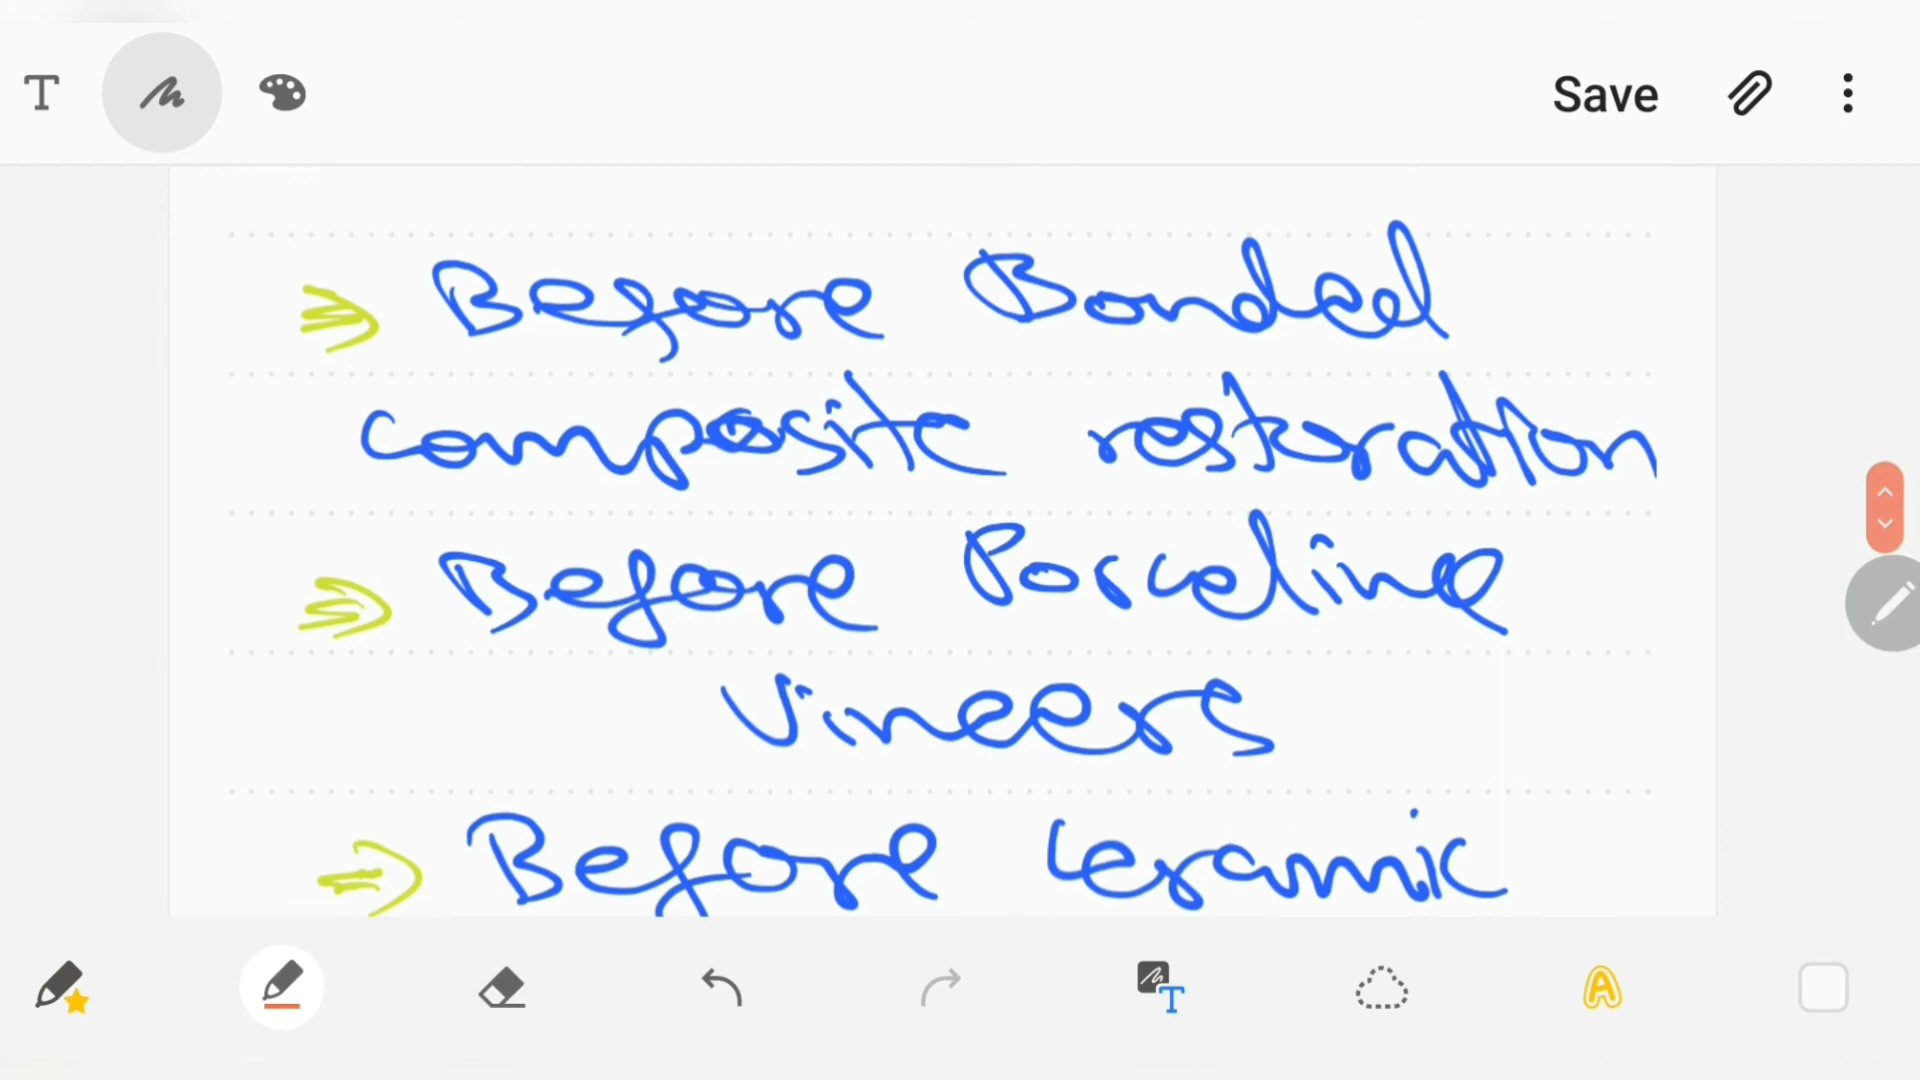 T Save
⇒ Before Bonded
composite restoration
⇒ Before Porceline
Vineers
⇒ Before Ceramic
T A